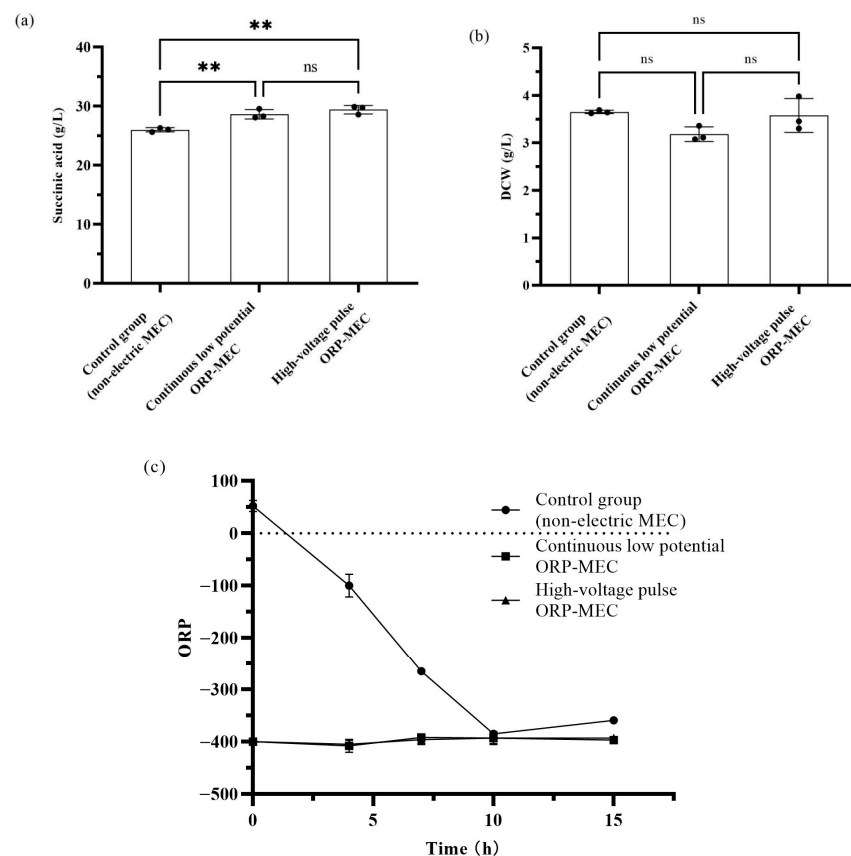 (a)
**
**
ns
Succinic acid (g/L)
40
30
20
10
0
Control group
(non-electric MEC)
Continuous low potential
ORP-MEC
High-voltage pulse
ORP-MEC
(b)
ns
ns
ns
DCW (g/L)
5
4
3
2
1
0
Control group
(non-electric MEC)
Continuous low potential
ORP-MEC
High-voltage pulse
ORP-MEC
(c)
ORP
100
0
−100
−200
−300
−400
−500
0
5
10
15
Time (h)
Control group
(non-electric MEC)
Continuous low potential
ORP-MEC
High-voltage pulse
ORP-MEC